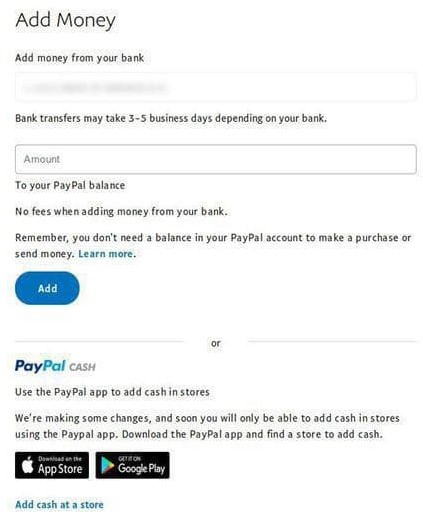 Add Money
Add money from your bank
Bank transfers may take 3-5 business days depending on your bank.
Amount
To your PayPal balance
No fees when adding money from your bank.
Remember, you don't need a balance in your PayPal account to make a purchase or
send money. Learn more.
Add
or
PayPal CASH
Use the PayPal app to add cash in stores
We're making some changes, and soon you will only be able to add cash in stores
using the Paypal app. Download the PayPal app and find a store to add cash.
Download on the
App Store
GET IT ON
Google Play
Add cash at a store